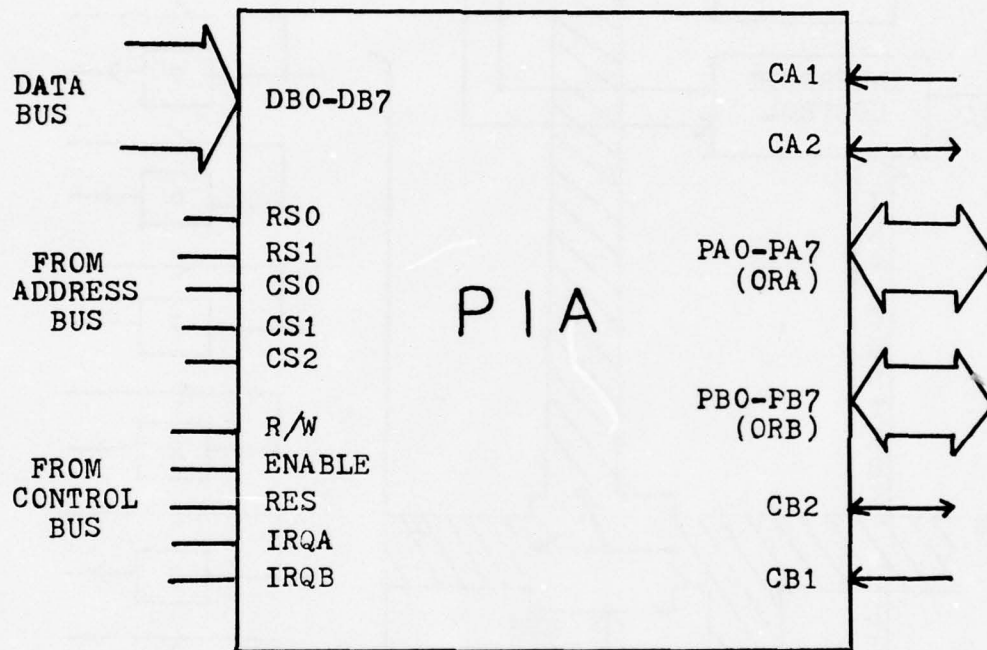 DATA
BUS
DB0-DB7
FROM
ADDRESS
BUS
RS0
RS1
CS0
CS1
CS2
FROM
CONTROL
BUS
R/W
ENABLE
RES
IRQA
IRQB
PIA
CA1
CA2
PA0-PA7
(ORA)
PB0-PB7
(ORB)
CB2
CB1